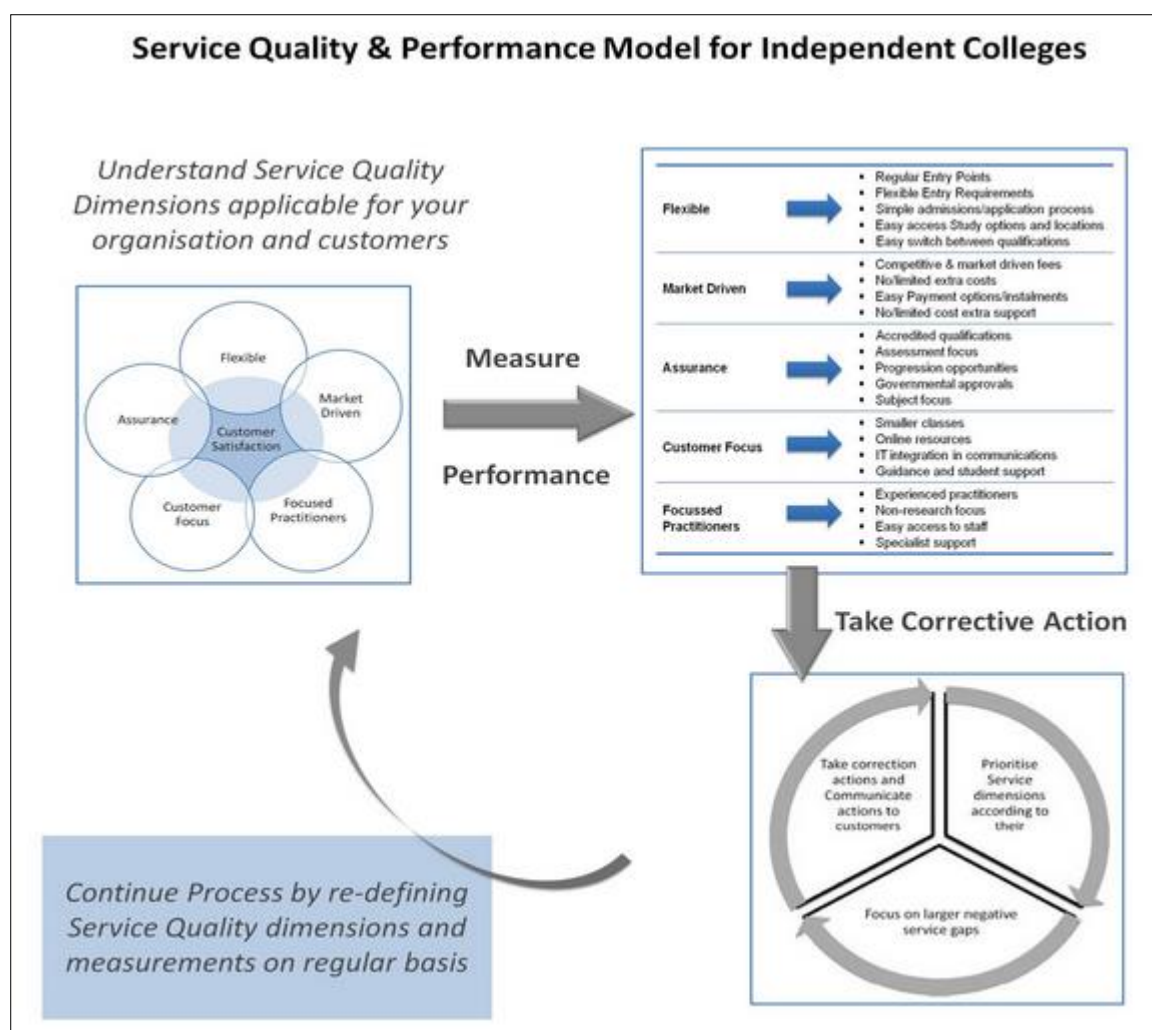 Service Quality & Performance Model for Independent Colleges
Understand Service Quality
Dimensions applicable for your
organisation and customers
Flexible
Assurance
Market
Driven
Customer
Satisfaction
Customer
Focus
Focused
Practitioners
Measure
Performance
Flexible
▪ Regular Entry Points
▪ Flexible Entry Requirements
▪ Simple admissions/application process
▪ Easy access Study options and locations
▪ Easy switch between qualifications
Market Driven
▪ Competitive & market driven fees
▪ No/limited extra costs
▪ Easy Payment options/instalments
▪ No/limited cost extra support
Assurance
▪ Accredited qualifications
▪ Assessment focus
▪ Progression opportunities
▪ Governmental approvals
▪ Subject focus
Customer Focus
▪ Smaller classes
▪ Online resources
▪ IT integration in communications
▪ Guidance and student support
Focussed
Practitioners
▪ Experienced practitioners
▪ Non-research focus
▪ Easy access to staff
▪ Specialist support
Take Corrective Action
Take correction
actions and
Communicate
actions to
customers
Prioritise
Service
dimensions
according to
their
Focus on larger negative
service gaps
Continue Process by re-defining
Service Quality dimensions and
measurements on regular basis